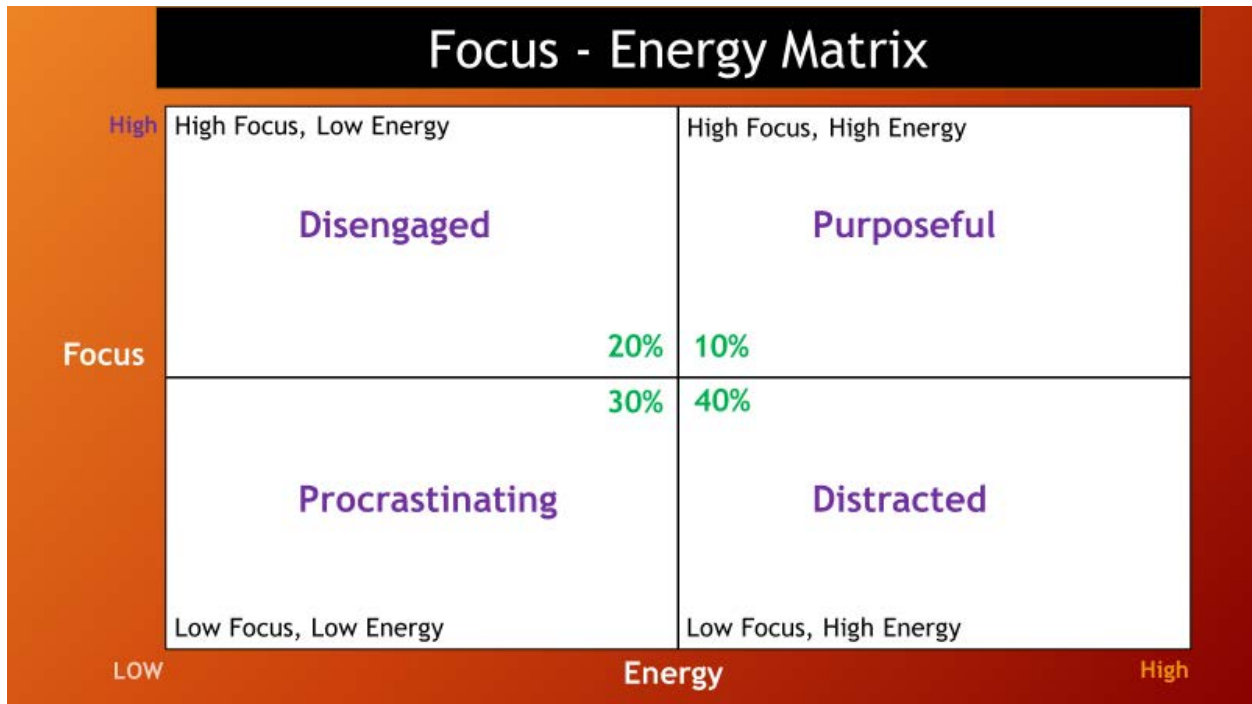 Focus - Energy Matrix
High
High Focus, Low Energy
High Focus, High Energy
Disengaged
Purposeful
20%
10%
Focus
30%
40%
Procrastinating
Distracted
Low Focus, Low Energy
Low Focus, High Energy
LOW
Energy
High